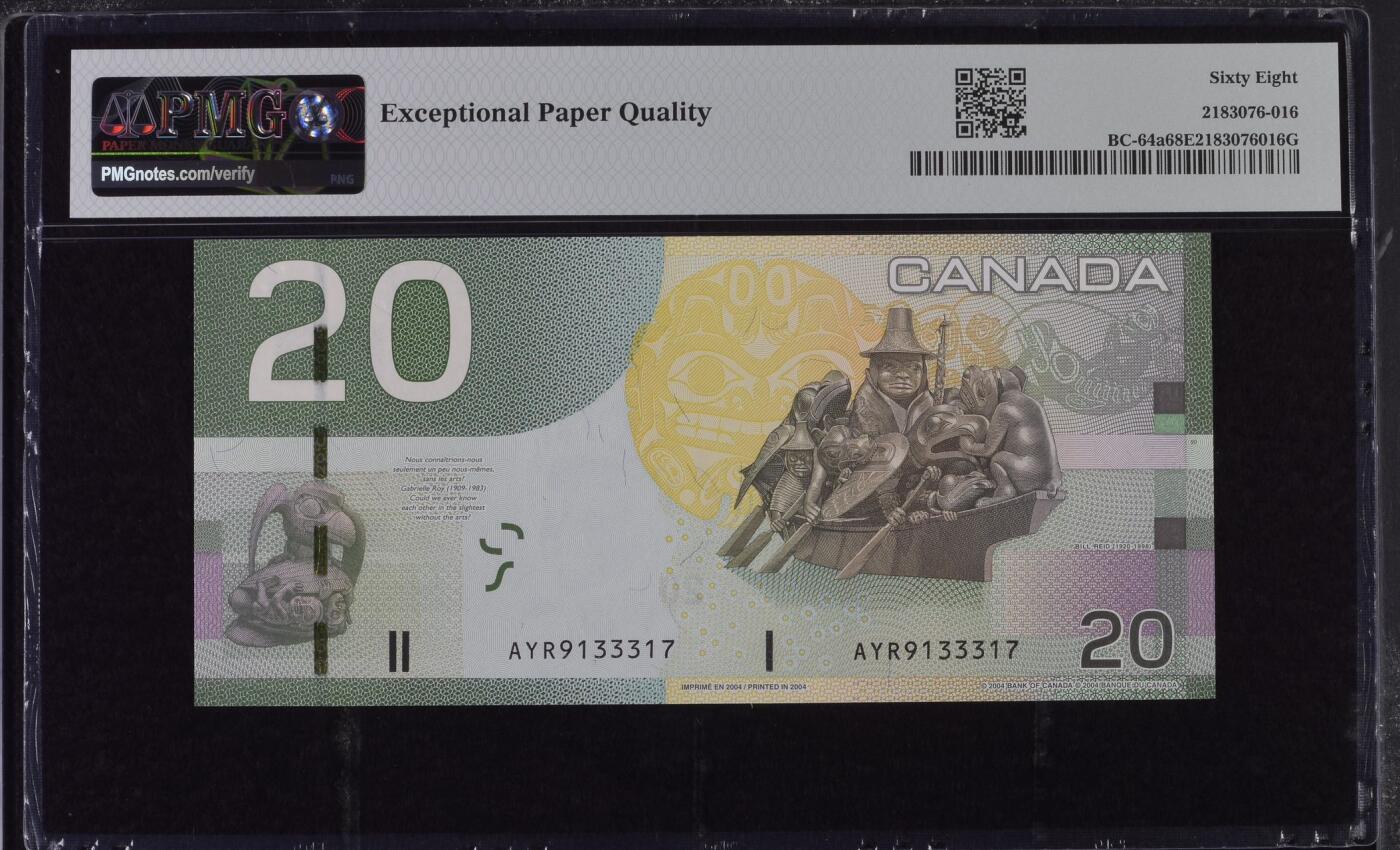 PMG
PAPER MONEY GUARANTY
PMGnotes.com/verify
PNG
Exceptional Paper Quality
Sixty Eight
2183076-016
BC-64a68E2183076016G
20
CANADA
Nous connaîtrions-nous
seulement un peu nous-mêmes,
sans les arts?
Gabrielle Roy (1909-1983)
Could we ever know
each other in the slightest
without the arts?
BILL REID (1920-1998)
AYR9133317
AYR9133317
20
IMPRIMÉ EN 2004 / PRINTED IN 2004
© 2004 BANK OF CANADA © 2004 BANQUE DU CANADA